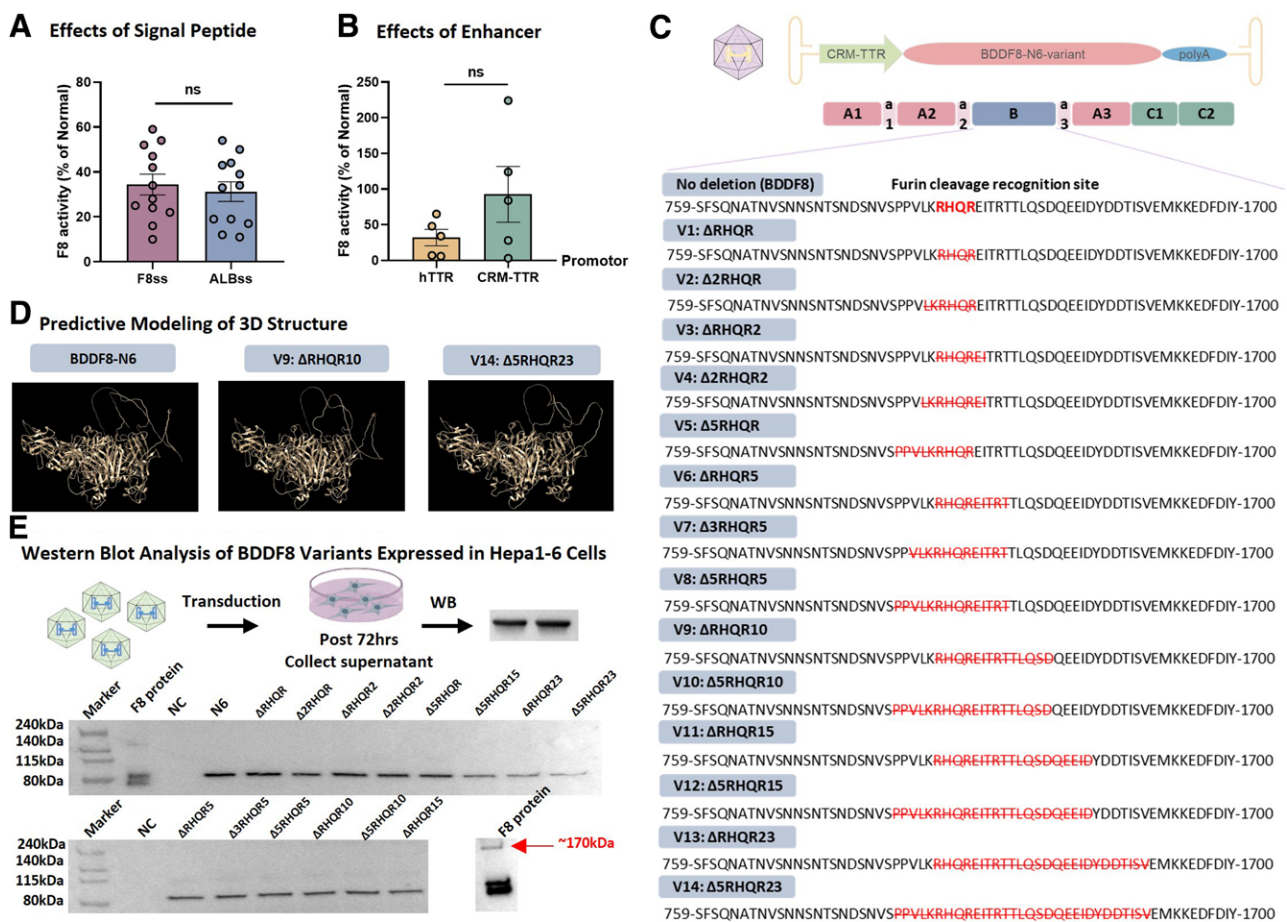 A Effects of Signal Peptide
F8 activity (% of Normal)
80
60
40
20
0
ns
F8ss ALBss
B Effects of Enhancer
F8 activity (% of Normal)
250
200
150
100
50
0
ns
Promotor
hTTR CRM-TTR
C
CRM-TTR BDDF8-N6-variant polyA
A1 a1 A2 a2 B a3 A3 C1 C2
No deletion (BDDF8) Furin cleavage recognition site
759-SFSQNATNVSNNSNTSNDSNVSPPVLKRHQREITRTTLQSDQEEIDYDDTISVEMKKEDFDIY-1700
V1: ΔRHQR
759-SFSQNATNVSNNSNTSNDSNVSPPVLKRHQREITRTTLQSDQEEIDYDDTISVEMKKEDFDIY-1700
V2: Δ2RHQR
759-SFSQNATNVSNNSNTSNDSNVSPPVLKRHQREITRTTLQSDQEEIDYDDTISVEMKKEDFDIY-1700
V3: ΔRHQR2
759-SFSQNATNVSNNSNTSNDSNVSPPVLKRHQREITRTTLQSDQEEIDYDDTISVEMKKEDFDIY-1700
V4: Δ2RHQR2
759-SFSQNATNVSNNSNTSNDSNVSPPVLKRHQREITRTTLQSDQEEIDYDDTISVEMKKEDFDIY-1700
V5: Δ5RHQR
759-SFSQNATNVSNNSNTSNDSNVSPPVLKRHQREITRTTLQSDQEEIDYDDTISVEMKKEDFDIY-1700
V6: ΔRHQR5
759-SFSQNATNVSNNSNTSNDSNVSPPVLKRHQREITRTTLQSDQEEIDYDDTISVEMKKEDFDIY-1700
V7: Δ3RHQR5
759-SFSQNATNVSNNSNTSNDSNVSPPVLKRHQREITRTTLQSDQEEIDYDDTISVEMKKEDFDIY-1700
V8: Δ5RHQR5
759-SFSQNATNVSNNSNTSNDSNVSPPVLKRHQREITRTTLQSDQEEIDYDDTISVEMKKEDFDIY-1700
V9: ΔRHQR10
759-SFSQNATNVSNNSNTSNDSNVSPPVLKRHQREITRTTLQSDQEEIDYDDTISVEMKKEDFDIY-1700
V10: Δ5RHQR10
759-SFSQNATNVSNNSNTSNDSNVSPPVLKRHQREITRTTLQSDQEEIDYDDTISVEMKKEDFDIY-1700
V11: ΔRHQR15
759-SFSQNATNVSNNSNTSNDSNVSPPVLKRHQREITRTTLQSDQEEIDYDDTISVEMKKEDFDIY-1700
V12: Δ5RHQR15
759-SFSQNATNVSNNSNTSNDSNVSPPVLKRHQREITRTTLQSDQEEIDYDDTISVEMKKEDFDIY-1700
V13: ΔRHQR23
759-SFSQNATNVSNNSNTSNDSNVSPPVLKRHQREITRTTLQSDQEEIDYDDTISVEMKKEDFDIY-1700
V14: Δ5RHQR23
759-SFSQNATNVSNNSNTSNDSNVSPPVLKRHQREITRTTLQSDQEEIDYDDTISVEMKKEDFDIY-1700
D Predictive Modeling of 3D Structure
BDDF8-N6 V9: ΔRHQR10 V14: Δ5RHQR23
E
Western Blot Analysis of BDDF8 Variants Expressed in Hepa1-6 Cells
Transduction
Post 72hrs
Collect supernatant
WB
Marker F8 protein NC N6 ΔRHQR Δ2RHQR ΔRHQR2 Δ2RHQR2 Δ5RHQR Δ5RHQR15 ΔRHQR23 Δ5RHQR23
240kDa
140kDa
115kDa
80kDa
Marker NC ΔRHQR5 Δ3RHQR5 Δ5RHQR5 ΔRHQR10 Δ5RHQR10 ΔRHQR15
240kDa
140kDa
115kDa
80kDa
F8 protein
~170kDa